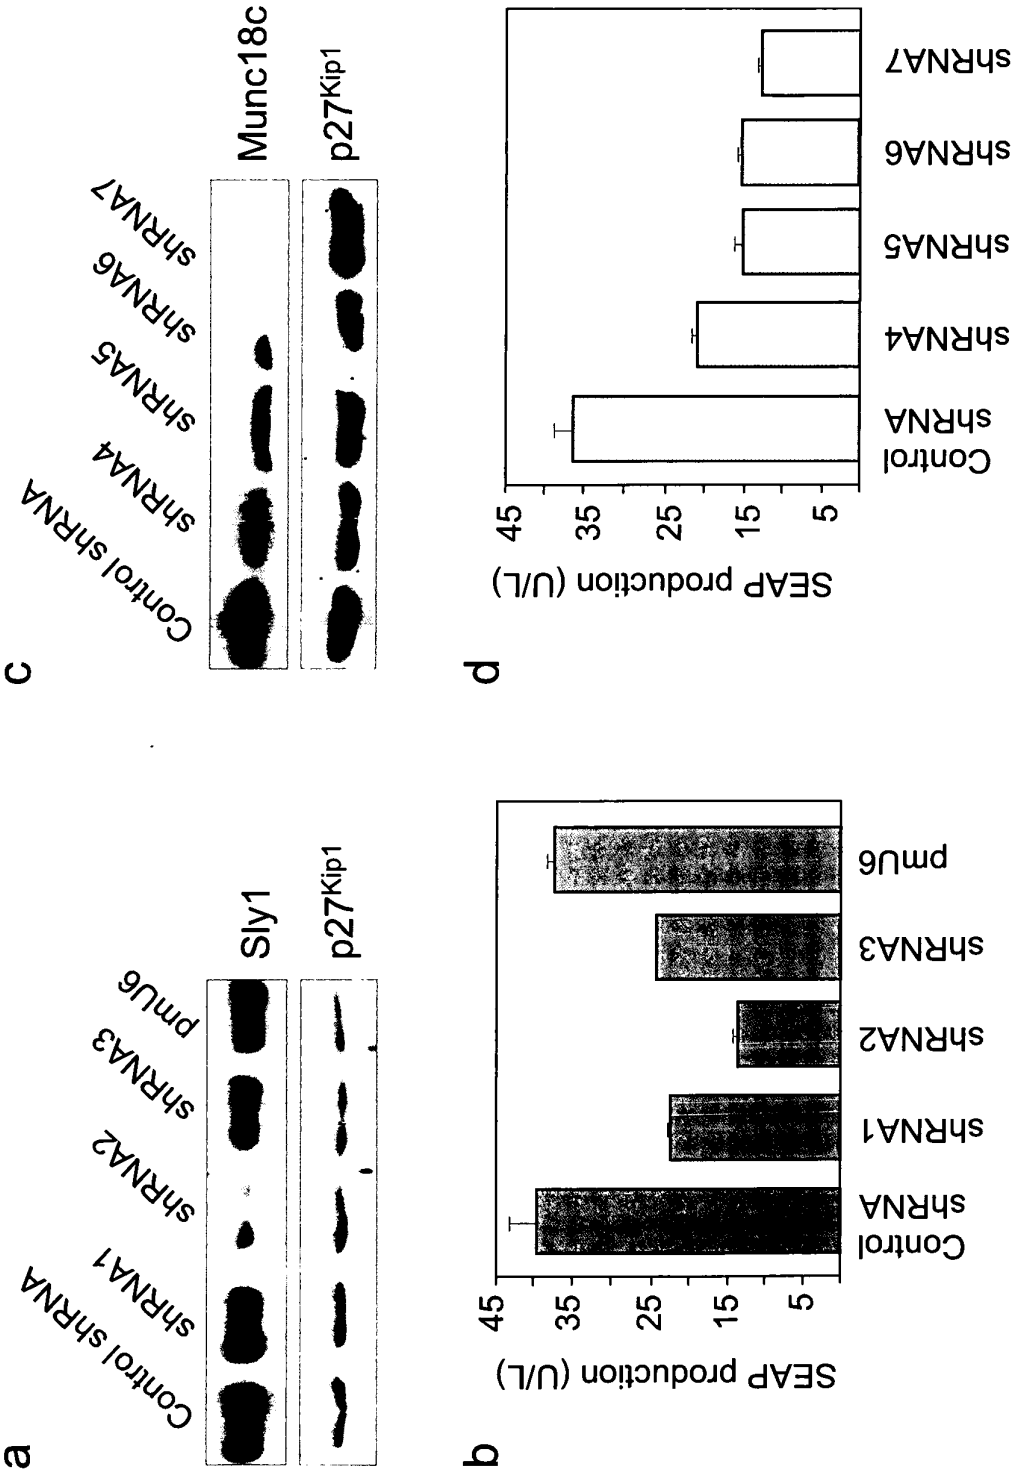 a
Control shRNA
shRNA1
shRNA2
shRNA3
pmU6
Sly1
p27Kip1
b
SEAP production (U/L)
45
35
25
15
5
Control
shRNA
shRNA1
shRNA2
shRNA3
pmU6
c
Control shRNA
shRNA4
shRNA5
shRNA6
shRNA7
Munc18c
p27Kip1
d
SEAP production (U/L)
45
35
25
15
5
Control
shRNA
shRNA4
shRNA5
shRNA6
shRNA7